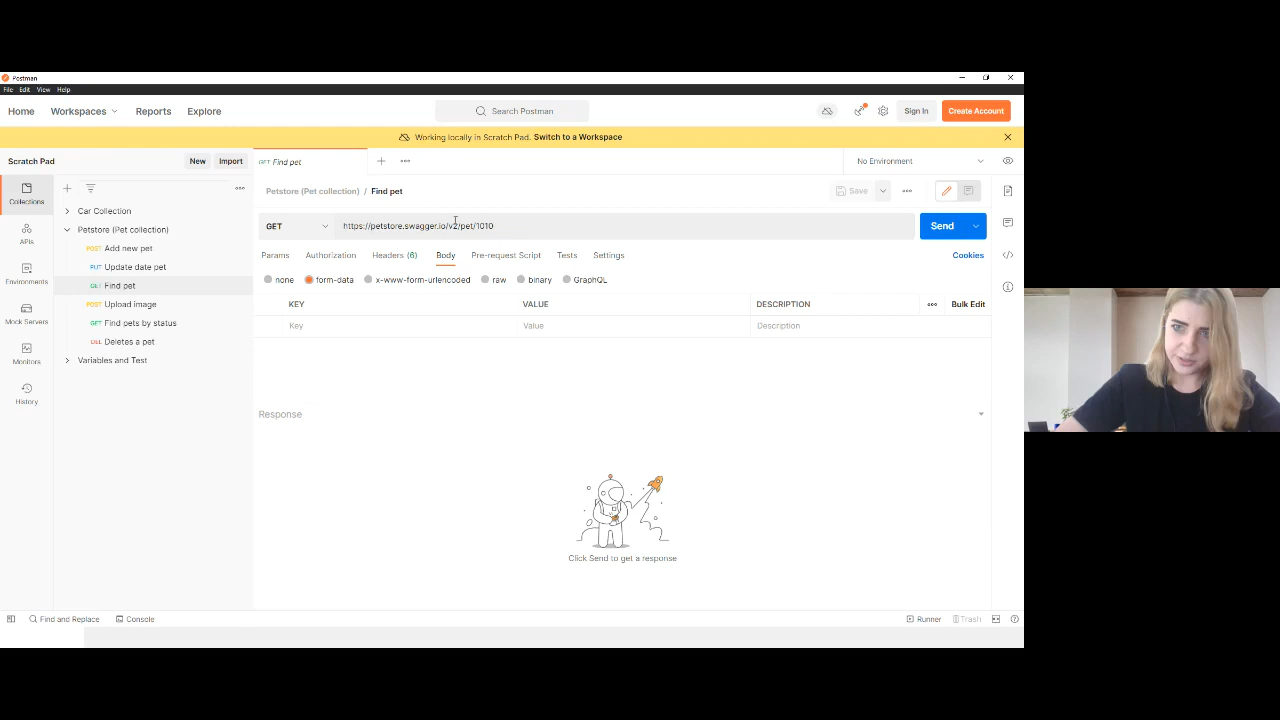 Postman
File Edit View Help
Home Workspaces Reports Explore Search Postman Sign In Create Account
Working locally in Scratch Pad. Switch to a Workspace
Scratch Pad New Import GET Find pet No Environment
Collections
APIs
Environments
Mock Servers
Monitors
History
Car Collection
Petstore (Pet collection)
POST Add new pet
PUT Update date pet
GET Find pet
POST Upload image
GET Find pets by status
DEL Deletes a pet
Variables and Test
Petstore (Pet collection) / Find pet Save
GET https://petstore.swagger.io/v2/pet/1010 Send
Params Authorization Headers (6) Body Pre-request Script Tests Settings Cookies
none form-data x-www-form-urlencoded raw binary GraphQL
KEY VALUE DESCRIPTION Bulk Edit
Key Value Description
Response
Click Send to get a response
Find and Replace Console Runner Trash